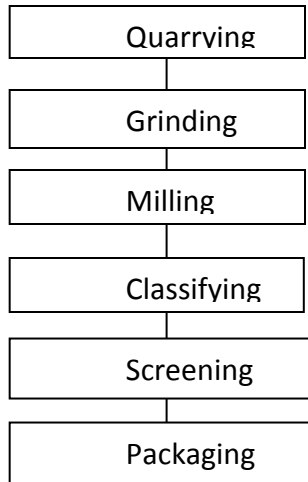 Quarrying
Grinding
Milling
Classifying
Screening
Packaging